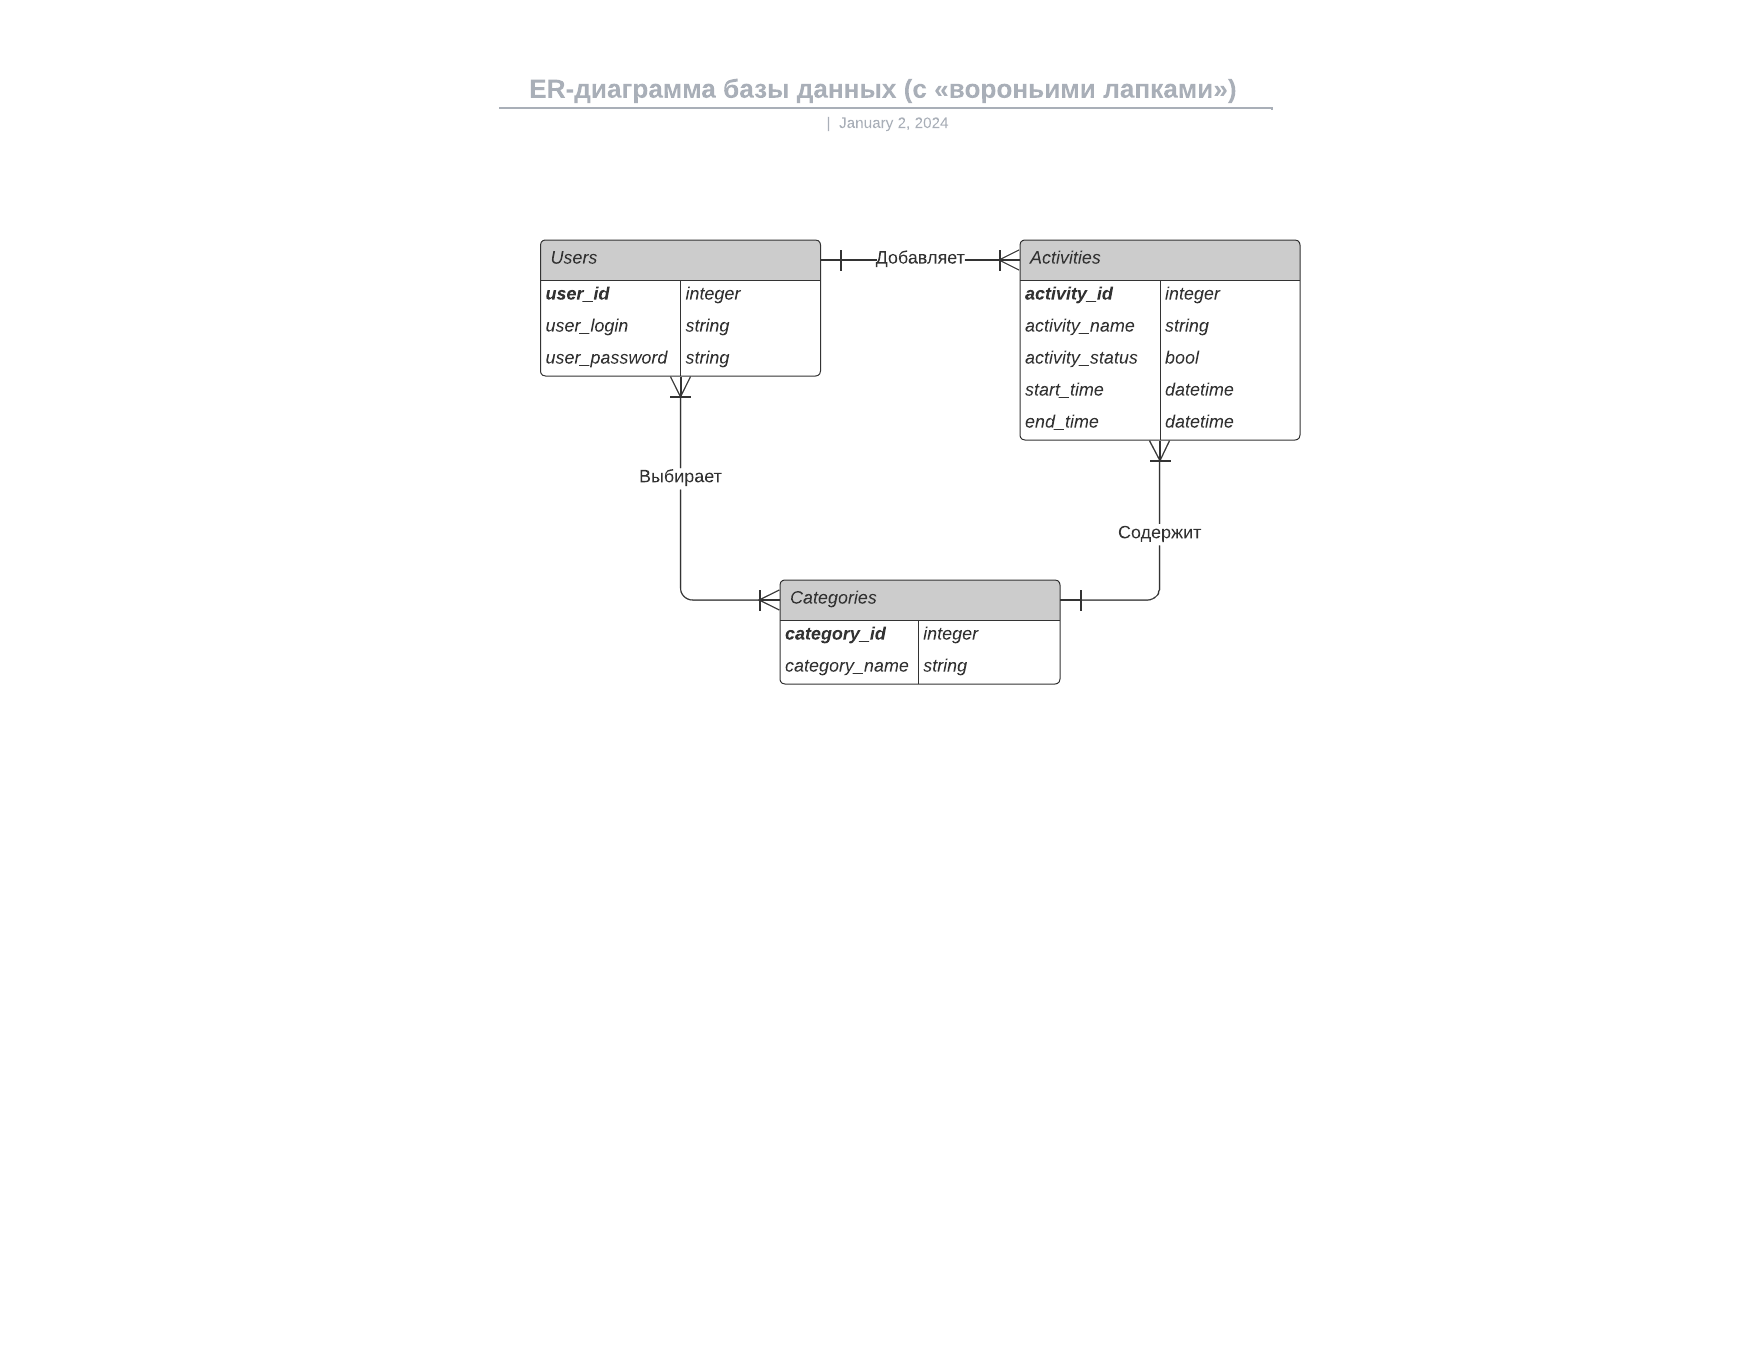 ER-диаграмма базы данных (с «вороньими лапками»)
| January 2, 2024
Users
Добавляет
Activities
user_id integer
user_login string
user_password string
activity_id integer
activity_name string
activity_status bool
start_time datetime
end_time datetime
Выбирает
Содержит
Categories
category_id integer
category_name string